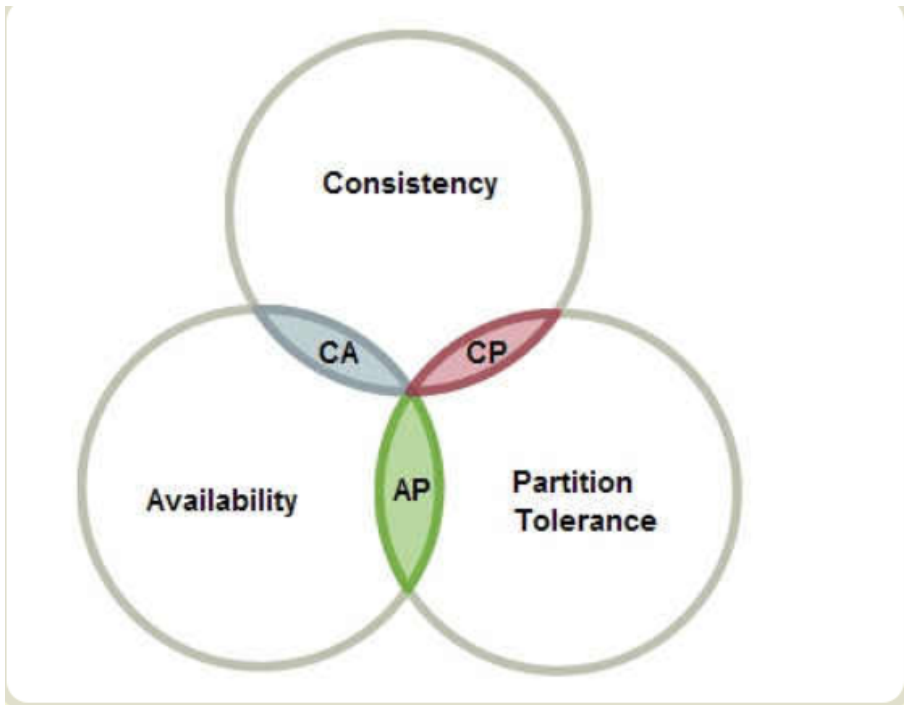 Consistency
CA
CP
Availability
AP
Partition
Tolerance